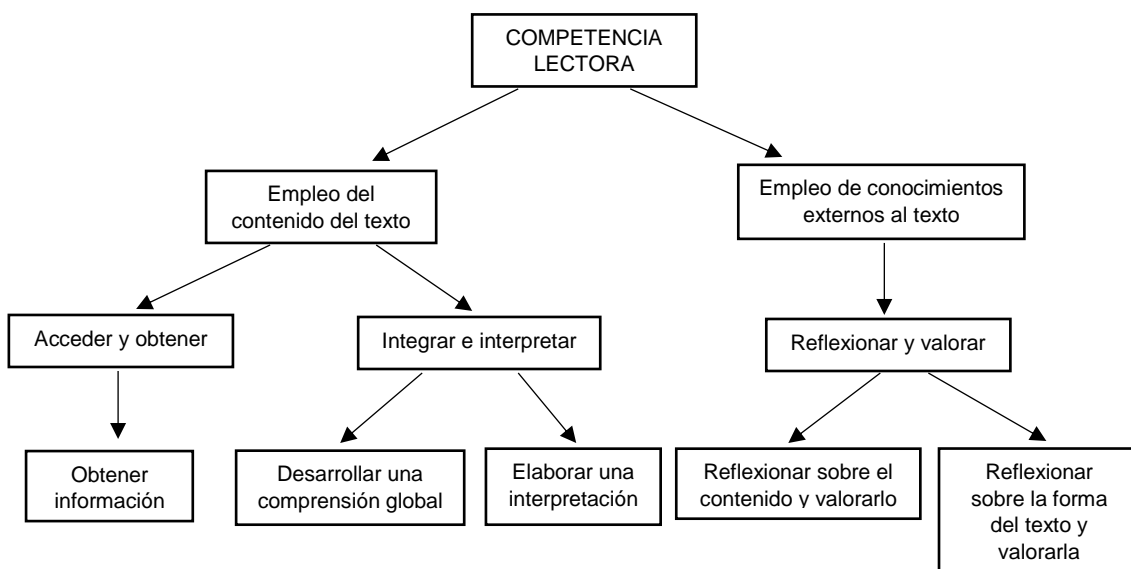 COMPETENCIA
LECTORA
Empleo del
contenido del texto
Empleo de conocimientos
externos al texto
Acceder y obtener
Integrar e interpretar
Reflexionar y valorar
Obtener
información
Desarrollar una
comprensión global
Elaborar una
interpretación
Reflexionar sobre el
contenido y valorarlo
Reflexionar
sobre la forma
del texto y
valorarla